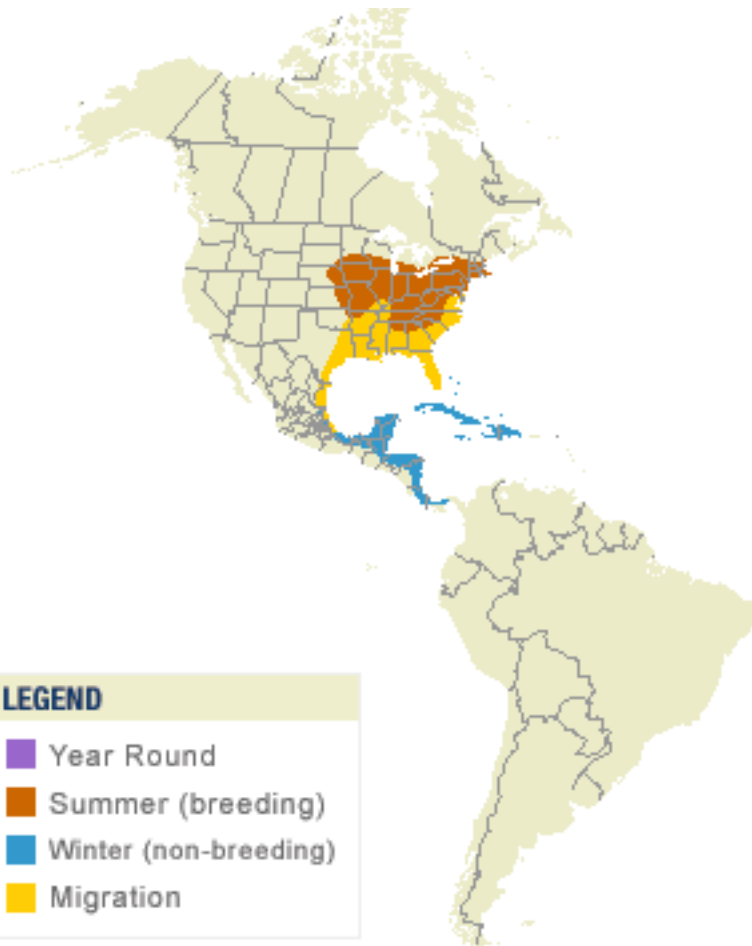 LEGEND
Year Round
Summer (breeding)
Winter (non-breeding)
Migration